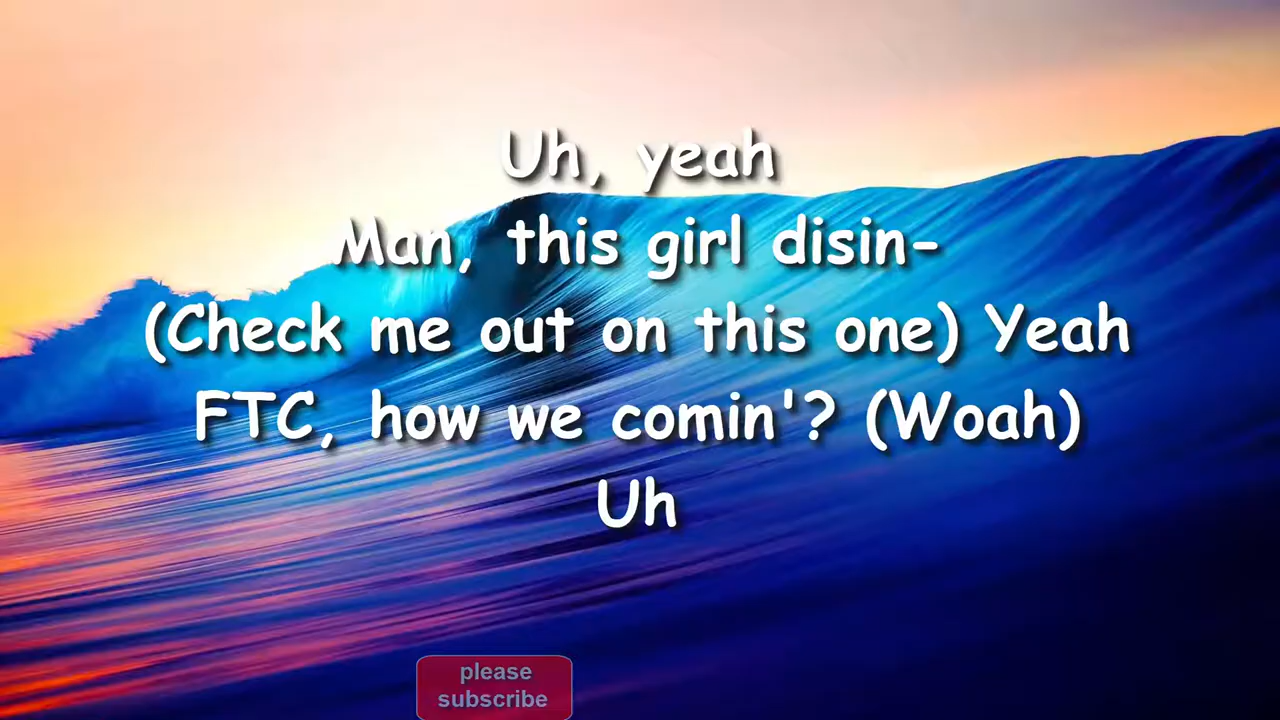 Uh, yeah
Man, this girl disin-
(Check me out on this one) Yeah
FTC, how we comin'? (Woah)
Uh
please
subscribe